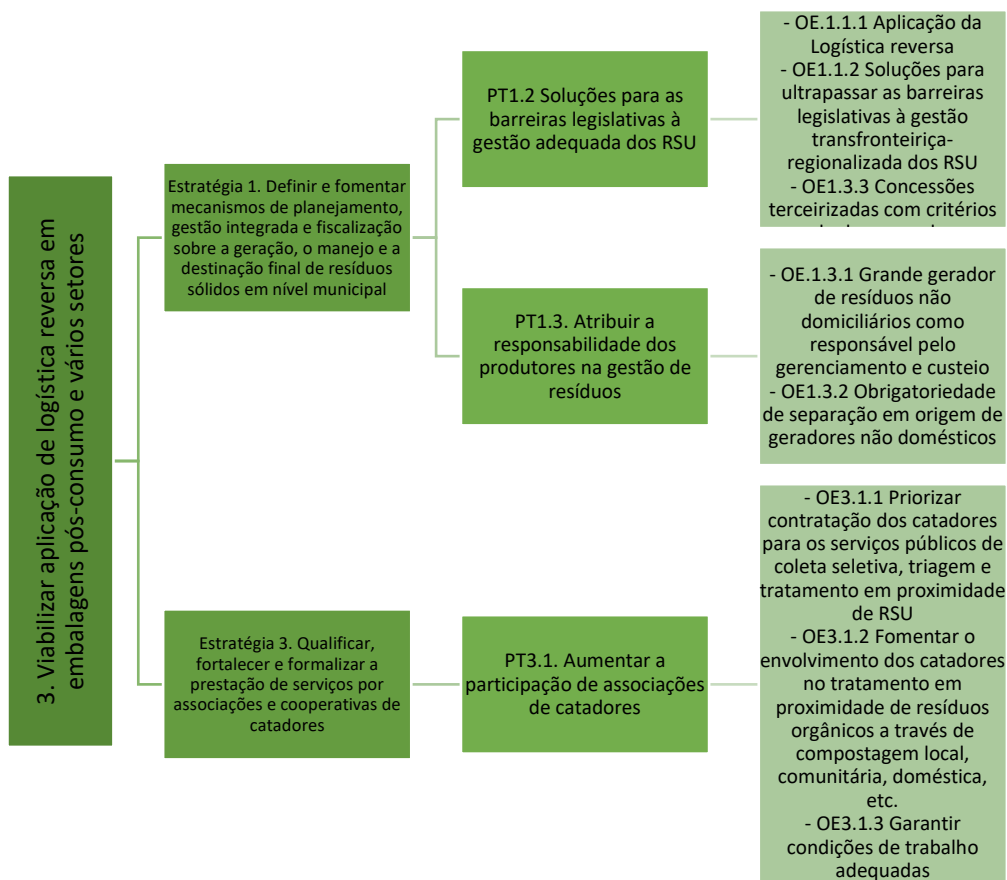 3. Viabilizar aplicação de logística reversa em
embalagens pós-consumo e vários setores
Estratégia 1. Definir e fomentar
mecanismos de planejamento,
gestão integrada e fiscalização
sobre a geração, o manejo e a
destinação final de resíduos
sólidos em nível municipal
PT1.2 Soluções para as
barreiras legislativas à
gestão adequada dos RSU
- OE.1.1.1 Aplicação da
Logística reversa
- OE1.1.2 Soluções para
ultrapassar as barreiras
legislativas à gestão
transfronteiriça-
regionalizada dos RSU
- OE1.3.3 Concessões
terceirizadas com critérios
PT1.3. Atribuir a
responsabilidade dos
produtores na gestão de
resíduos
- OE.1.3.1 Grande gerador
de resíduos não
domiciliários como
responsável pelo
gerenciamento e custeio
- OE1.3.2 Obrigatoriedade
de separação em origem de
geradores não domésticos
Estratégia 3. Qualificar,
fortalecer e formalizar a
prestação de serviços por
associações e cooperativas de
catadores
PT3.1. Aumentar a
participação de associações
de catadores
- OE3.1.1 Priorizar
contratação dos catadores
para os serviços públicos de
coleta seletiva, triagem e
tratamento em proximidade
de RSU
- OE3.1.2 Fomentar o
envolvimento dos catadores
no tratamento em
proximidade de resíduos
orgânicos a través de
compostagem local,
comunitária, doméstica,
etc.
- OE3.1.3 Garantir
condições de trabalho
adequadas